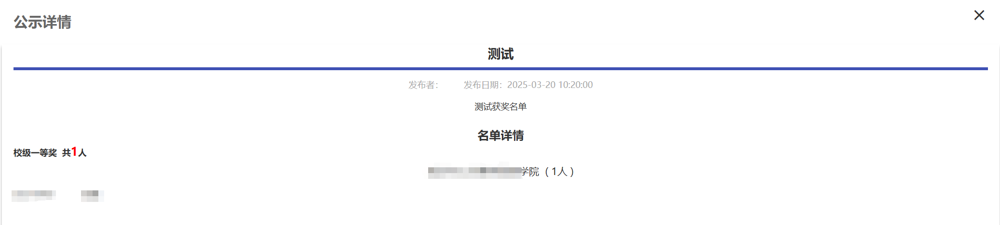 公示详情
测试
发布者： 发布日期：2025-03-20 10:20:00
测试获奖名单
名单详情
校级一等奖 共1人
学院（1人）